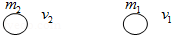 m₂ v₂ m₁ v₁